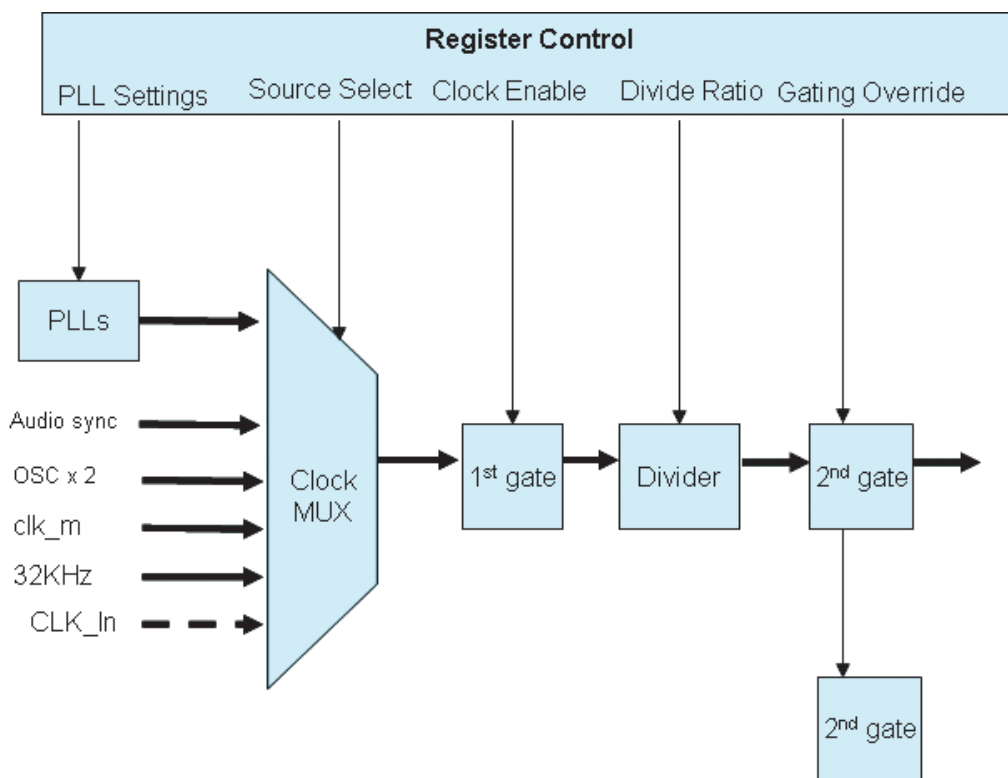 Register Control
PLL Settings
Source Select
Clock Enable
Divide Ratio
Gating Override
PLLs
Audio sync
OSC x 2
clk_m
32KHz
CLK_In
Clock
MUX
1st gate
Divider
2nd gate
2nd gate